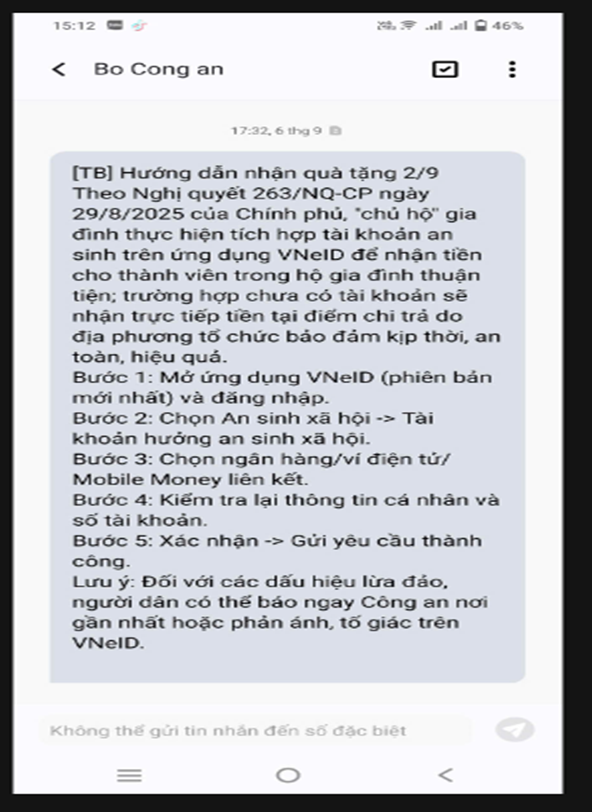 15:12
46%
Bo Cong an
17:32, 6 thg 9
[TB] Hướng dẫn nhận quà tặng 2/9
Theo Nghị quyết 263/NQ-CP ngày
29/8/2025 của Chính phủ, "chủ hộ" gia
đình thực hiện tích hợp tài khoản an
sinh trên ứng dụng VNeID để nhận tiền
cho thành viên trong hộ gia đình thuận
tiện; trường hợp chưa có tài khoản sẽ
nhận trực tiếp tiền tại điểm chi trả do
địa phương tổ chức bảo đảm kịp thời, an
toàn, hiệu quả.
Bước 1: Mở ứng dụng VNeID (phiên bản
mới nhất) và đăng nhập.
Bước 2: Chọn An sinh xã hội -> Tài
khoản hưởng an sinh xã hội.
Bước 3: Chọn ngân hàng/ví điện tử/
Mobile Money liên kết.
Bước 4: Kiểm tra lại thông tin cá nhân và
số tài khoản.
Bước 5: Xác nhận -> Gửi yêu cầu thành
công.
Lưu ý: Đối với các dấu hiệu lừa đảo,
người dân có thể báo ngay Công an nơi
gần nhất hoặc phản ánh, tố giác trên
VNeID.
Không thể gửi tin nhắn đến số đặc biệt